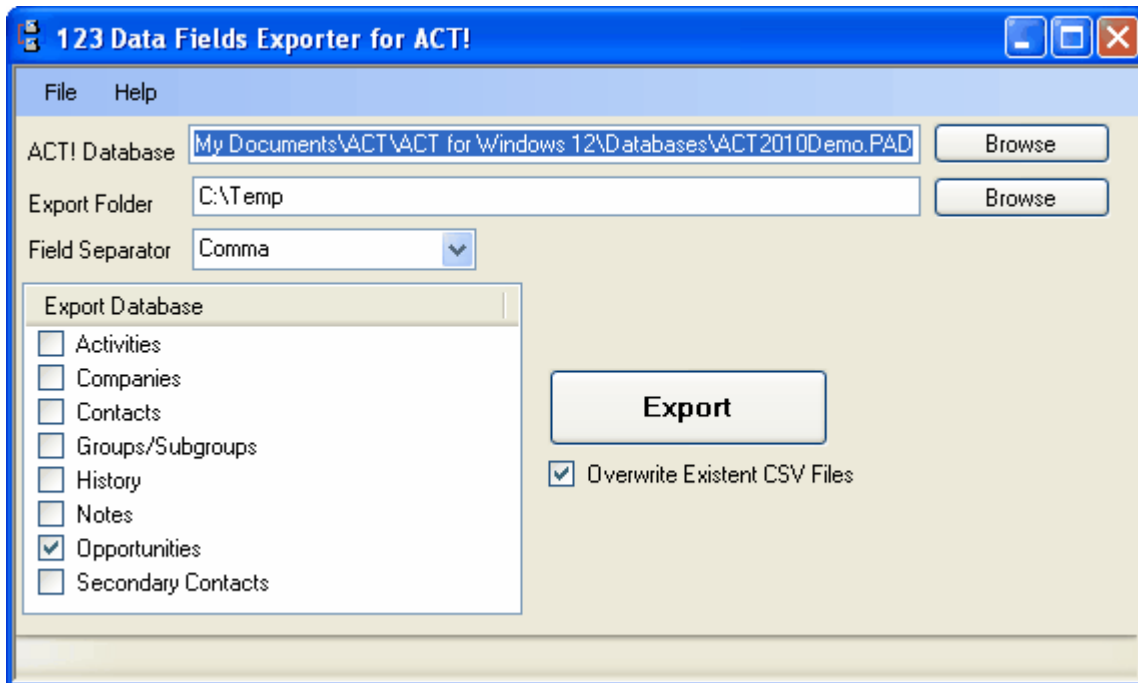 123 Data Fields Exporter for ACT!
File Help
ACT! Database My Documents\ACT\ACT for Windows 12\Databases\ACT2010Demo.PAD Browse
Export Folder C:\Temp Browse
Field Separator Comma
Export Database
Activities
Companies
Contacts
Groups/Subgroups
History
Notes
Opportunities
Secondary Contacts
Export
Overwrite Existent CSV Files